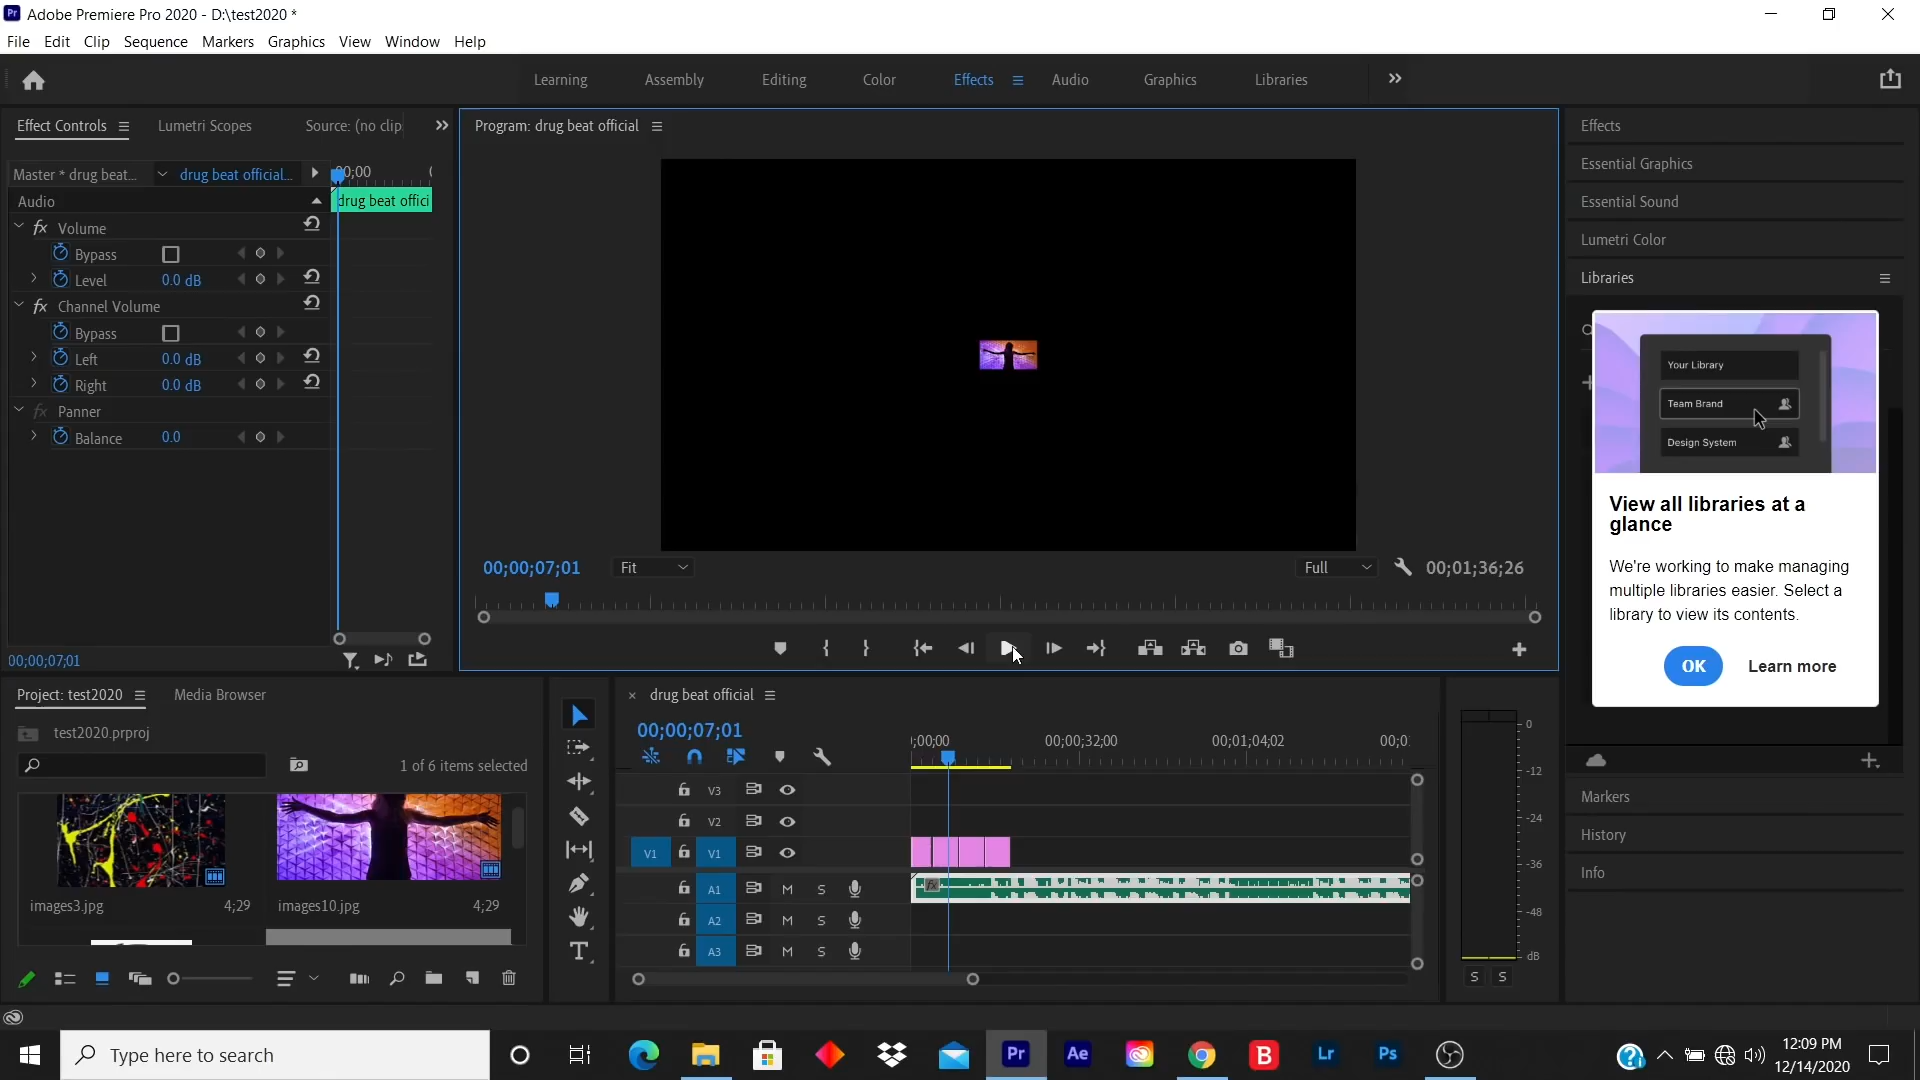 Adobe Premiere Pro 2020 - D:\test2020 *
File Edit Clip Sequence Markers Graphics View Window Help
Learning Assembly Editing Color Effects Audio Graphics Libraries
Effect Controls Lumetri Scopes Source: (no clip
Master * drug beat... drug beat official...
00;00
Audio
drug beat offici
fx Volume
Bypass
Level 0.0 dB
fx Channel Volume
Bypass
Left 0.0 dB
Right 0.0 dB
fx Panner
Balance 0.0
00;00;07;01
Program: drug beat official
00;00;07;01 Fit Full 00;01;36;26
Effects
Essential Graphics
Essential Sound
Lumetri Color
Libraries
Your Library
Team Brand
Design System
View all libraries at a
glance
We're working to make managing
multiple libraries easier. Select a
library to view its contents.
OK Learn more
Markers
History
Info
Project: test2020 Media Browser
test2020.prproj
1 of 6 items selected
images3.jpg 4;29
images10.jpg 4;29
drug beat official
00;00;07;01
;00;00 00;00;32;00 00;01;04;02 00;0
V3
V2
V1 V1
A1 M S
fx
A2 M S
A3 M S
0
-12
-24
-36
-48
dB
S S
Type here to search
Pr Ae B Lr Ps
12:09 PM
12/14/2020